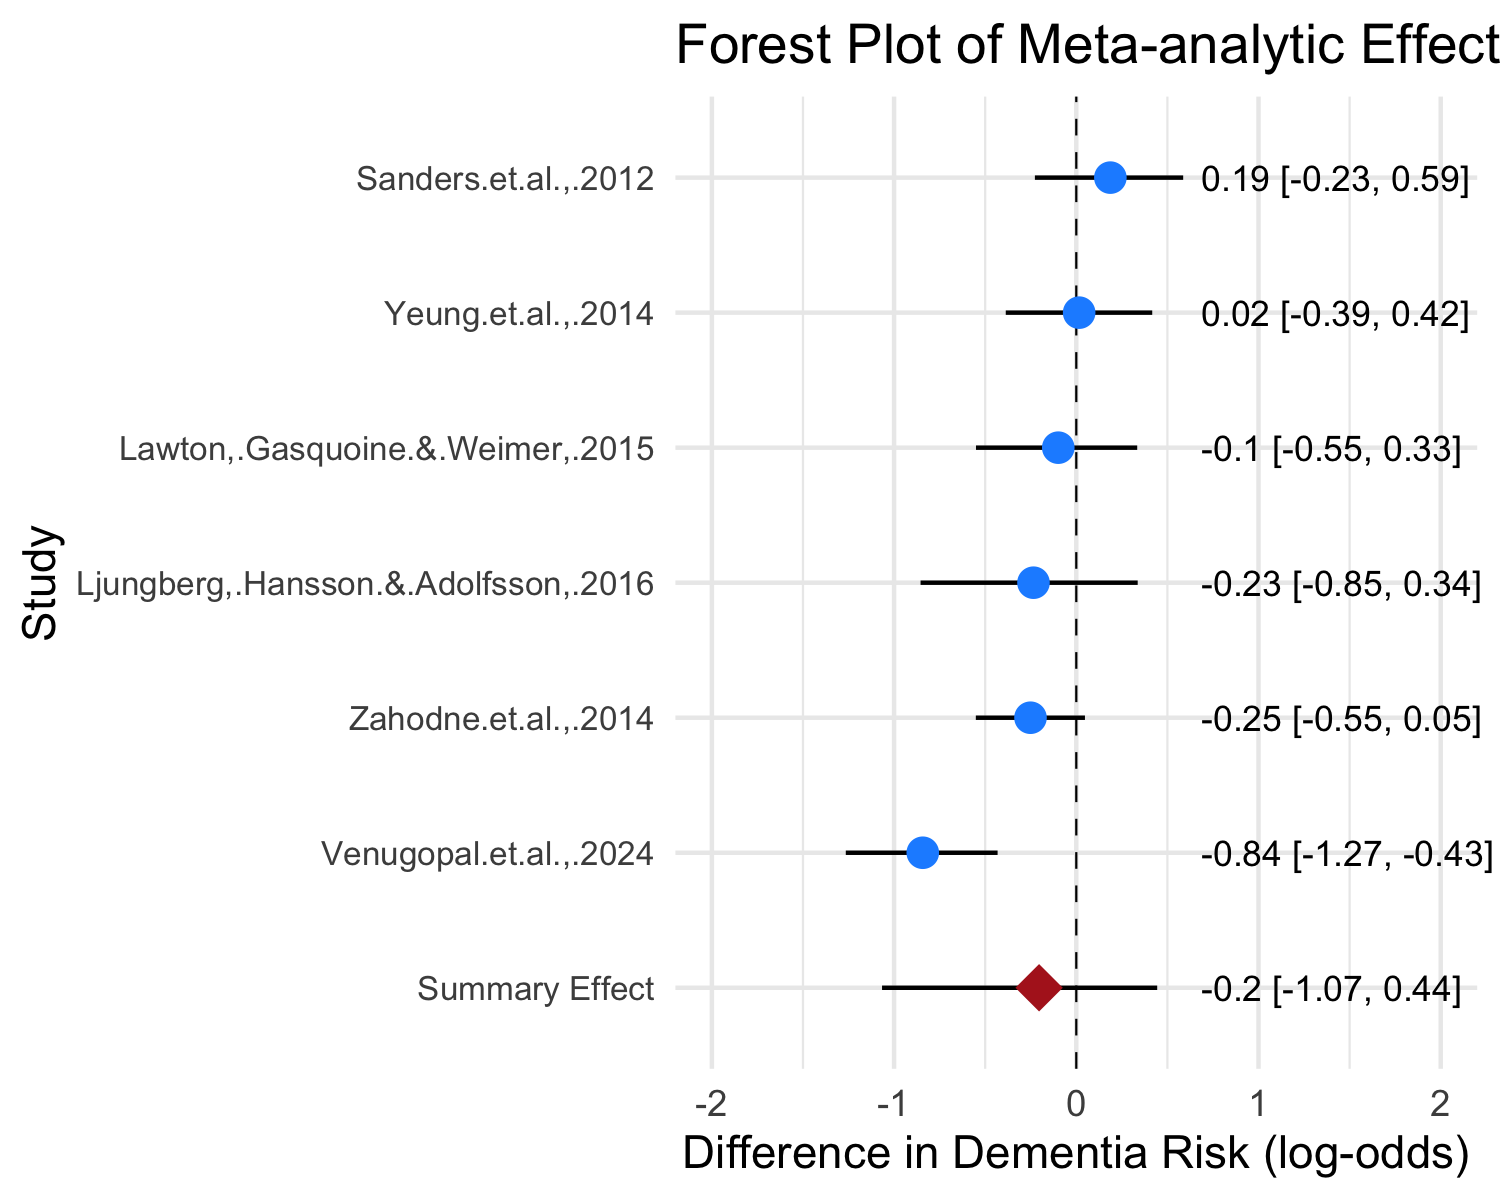 Forest Plot of Meta-analytic Effect
Sanders.et.al.,.2012 0.19 [-0.23, 0.59]
Yeung.et.al.,.2014 0.02 [-0.39, 0.42]
Lawton,.Gasquoine.&.Weimer,.2015 -0.1 [-0.55, 0.33]
Ljungberg,.Hansson.&.Adolfsson,.2016 -0.23 [-0.85, 0.34]
Zahodne.et.al.,.2014 -0.25 [-0.55, 0.05]
Venugopal.et.al.,.2024 -0.84 [-1.27, -0.43]
Summary Effect -0.2 [-1.07, 0.44]
Study
-2 -1 0 1 2
Difference in Dementia Risk (log-odds)